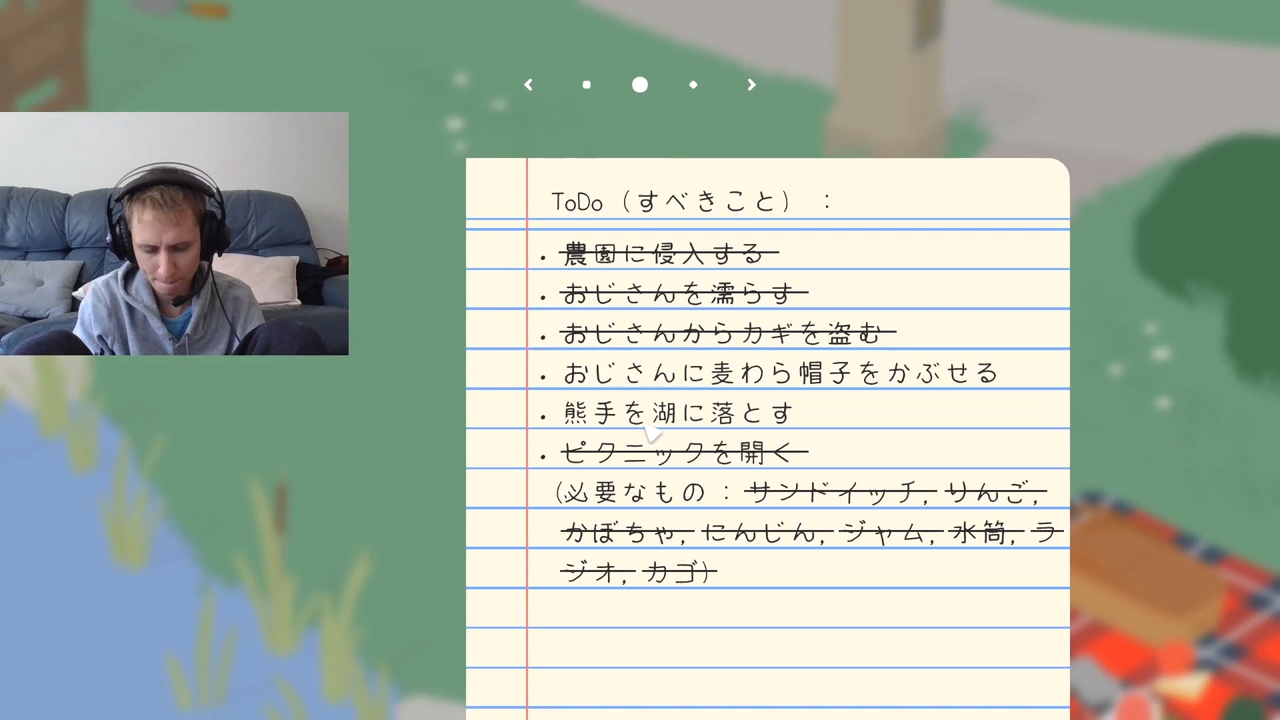 ToDo（すべきこと）：
・農園に侵入する
・おじさんを濡らす
・おじさんからカギを盗む
・おじさんに麦わら帽子をかぶせる
・熊手を湖に落とす
・ピクニックを開く
(必要なもの：サンドイッチ, りんご,
かぼちゃ, にんじん, ジャム, 水筒, ラ
ジオ, カゴ)